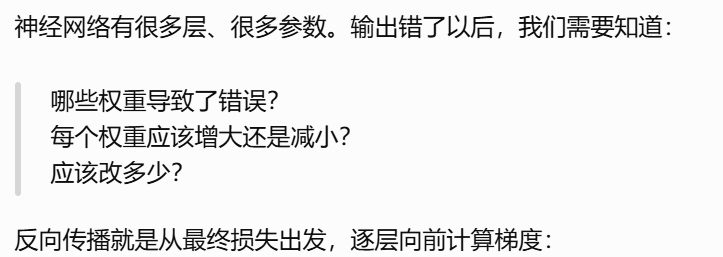 神经网络有很多层、很多参数。输出错了以后，我们需要知道：
哪些权重导致了错误？
每个权重应该增大还是减小？
应该改多少？
反向传播就是从最终损失出发，逐层向前计算梯度：